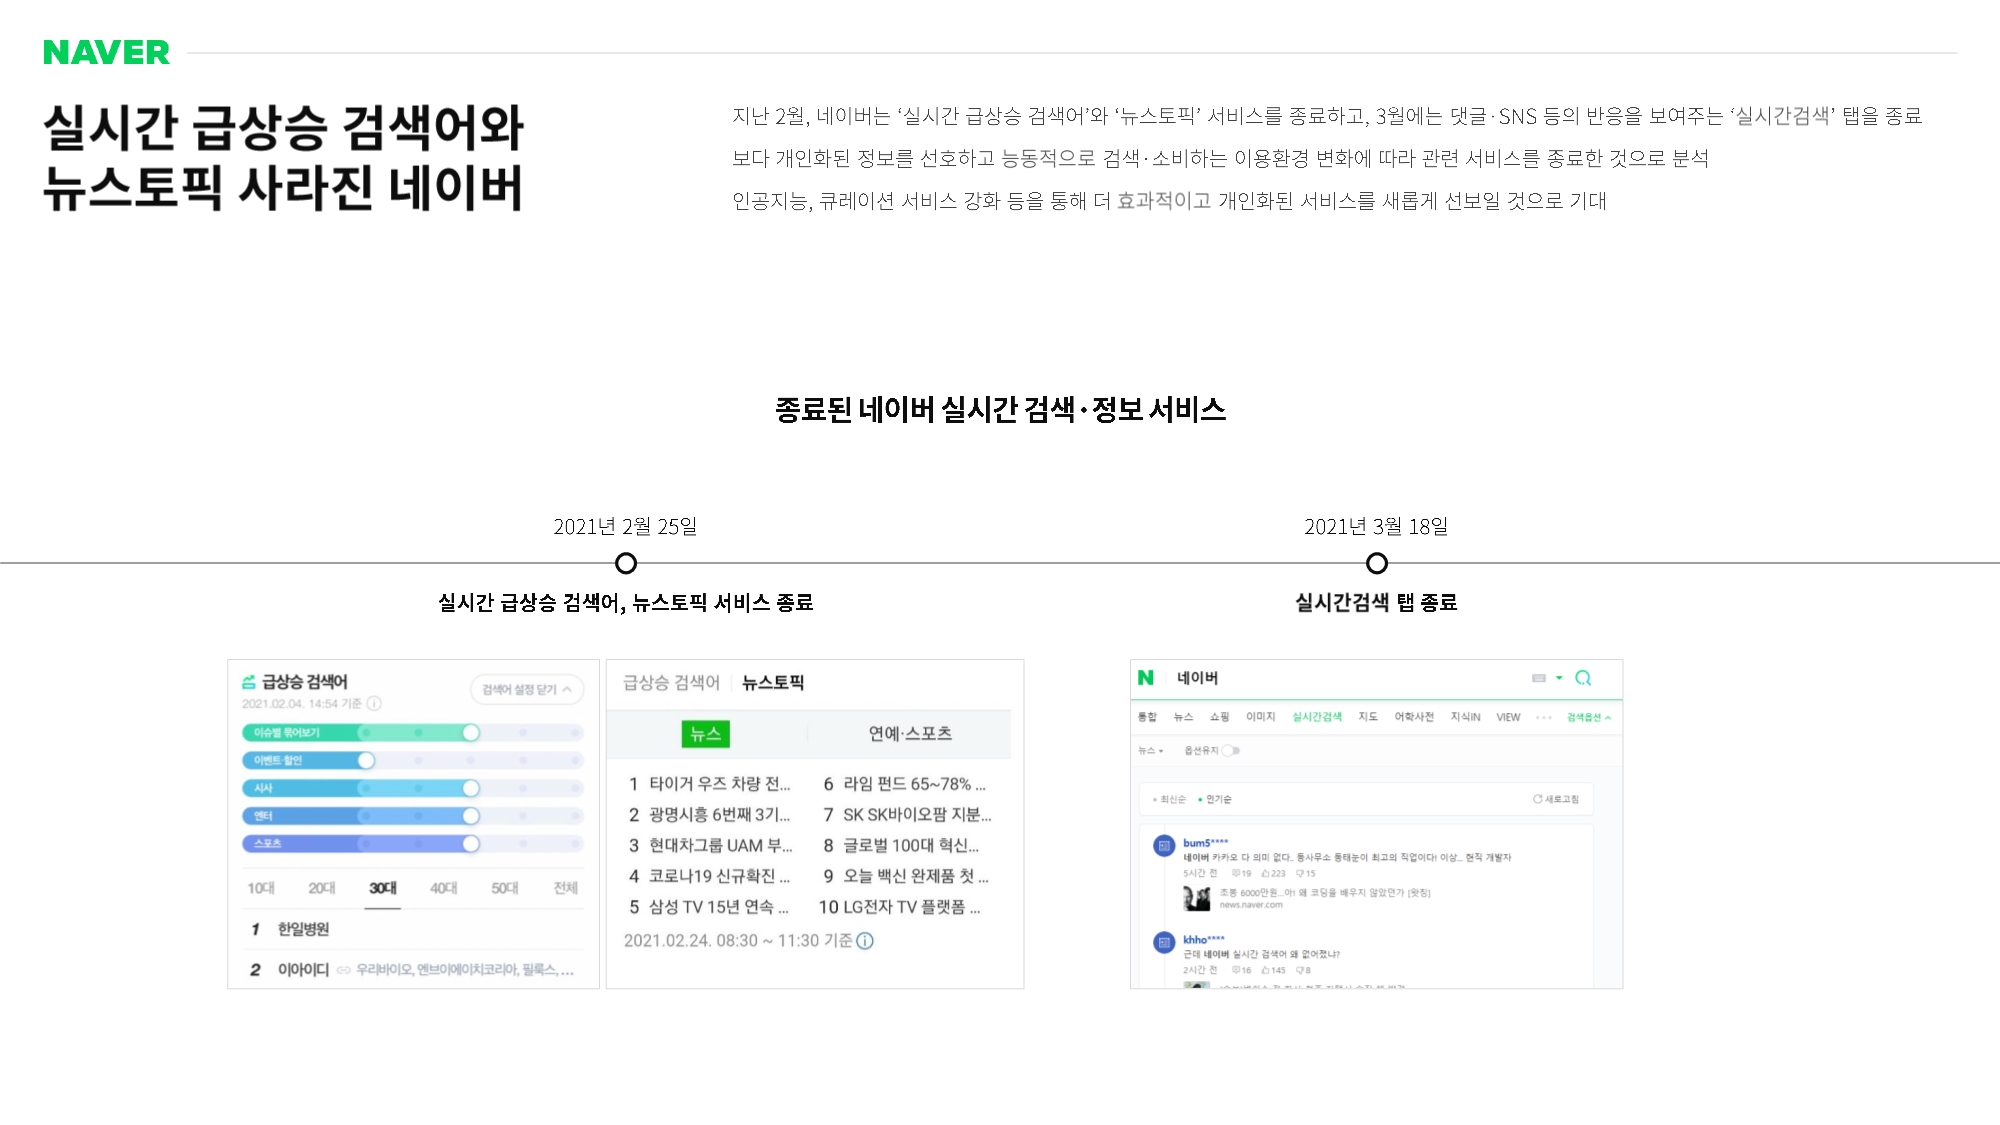 NAVER
실시간 급상승 검색어와
뉴스토픽 사라진 네이버
지난 2월, 네이버는 ‘실시간 급상승 검색어’와 ‘뉴스토픽’ 서비스를 종료하고, 3월에는 댓글·SNS 등의 반응을 보여주는 ‘실시간검색’ 탭을 종료
보다 개인화된 정보를 선호하고 능동적으로 검색·소비하는 이용환경 변화에 따라 관련 서비스를 종료한 것으로 분석
인공지능, 큐레이션 서비스 강화 등을 통해 더 효과적이고 개인화된 서비스를 새롭게 선보일 것으로 기대
종료된 네이버 실시간 검색·정보 서비스
2021년 2월 25일
실시간 급상승 검색어, 뉴스토픽 서비스 종료
급상승 검색어
검색어 설정 닫기
2021.02.04. 14:54 기준
이슈별 묶어보기
이벤트·할인
시사
엔터
스포츠
10대 20대 30대 40대 50대 전체
1 한일병원
2 이아이디 우리바이오, 엔브이에이치코리아, 필룩스, ...
급상승 검색어 뉴스토픽
뉴스 연예·스포츠
1 타이거 우즈 차량 전...
2 광명시흥 6번째 3기...
3 현대차그룹 UAM 부...
4 코로나19 신규확진 ...
5 삼성 TV 15년 연속 ...
6 라임 펀드 65~78% ...
7 SK SK바이오팜 지분...
8 글로벌 100대 혁신...
9 오늘 백신 완제품 첫 ...
10 LG전자 TV 플랫폼 ...
2021.02.24. 08:30 ~ 11:30 기준
2021년 3월 18일
실시간검색 탭 종료
N 네이버
통합 뉴스 쇼핑 이미지 실시간검색 지도 어학사전 지식iN VIEW 검색옵션
뉴스 옵션유지
최신순 인기순 새로고침
bum5****
네이버 카카오 다 의미 없다.. 동사무소 동태눈이 최고의 직업이다! 이상... 현직 개발자
5시간 전 19 223 15
초봉 6000만원...아! 왜 코딩을 배우지 않았던가 [왓칭]
news.naver.com
khho****
근데 네이버 실시간 검색어 왜 없어졌냐?
2시간 전 16 145 8